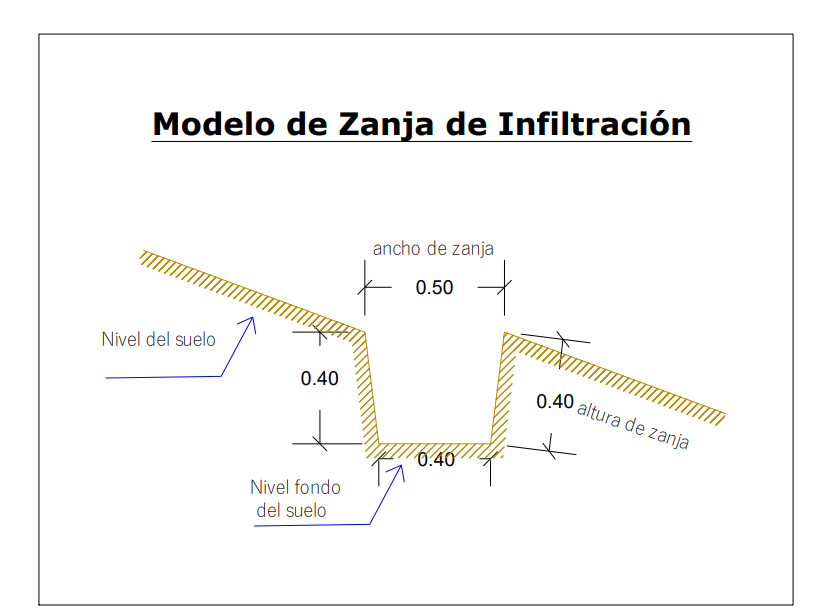 Modelo de Zanja de Infiltración
ancho de zanja
0.50
Nivel del suelo
0.40
0.40
altura de zanja
0.40
Nivel fondo
del suelo